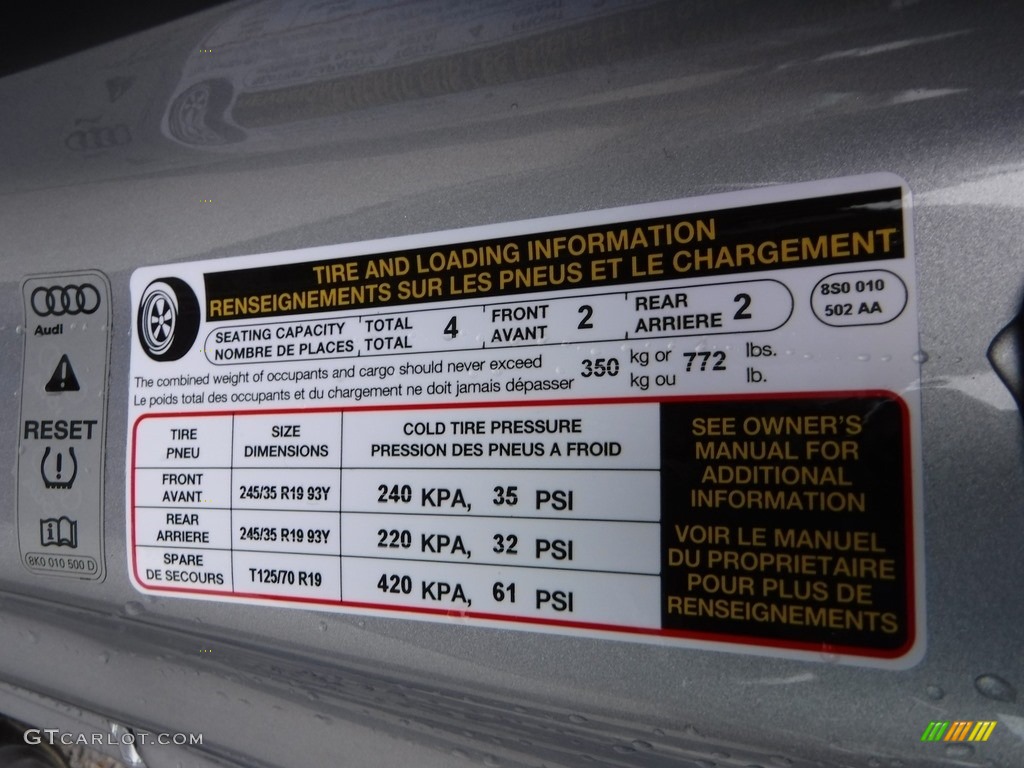 TIRE AND LOADING INFORMATION
RENSEIGNEMENTS SUR LES PNEUS ET LE CHARGEMENT
SEATING CAPACITY TOTAL 4 FRONT 2 REAR 2
NOMBRE DE PLACES TOTAL AVANT ARRIERE
8S0 010
502 AA
The combined weight of occupants and cargo should never exceed 350 kg or 772 lbs.
Le poids total des occupants et du chargement ne doit jamais dépasser kg ou lb.
TIRE SIZE COLD TIRE PRESSURE
PNEU DIMENSIONS PRESSION DES PNEUS A FROID
FRONT
AVANT 245/35 R19 93Y 240 KPA, 35 PSI
REAR
ARRIERE 245/35 R19 93Y 220 KPA, 32 PSI
SPARE
DE SECOURS T125/70 R19 420 KPA, 61 PSI
SEE OWNER'S
MANUAL FOR
ADDITIONAL
INFORMATION
VOIR LE MANUEL
DU PROPRIETAIRE
POUR PLUS DE
RENSEIGNEMENTS
Audi
RESET
8K0 010 500 D
GTCARLOT.COM